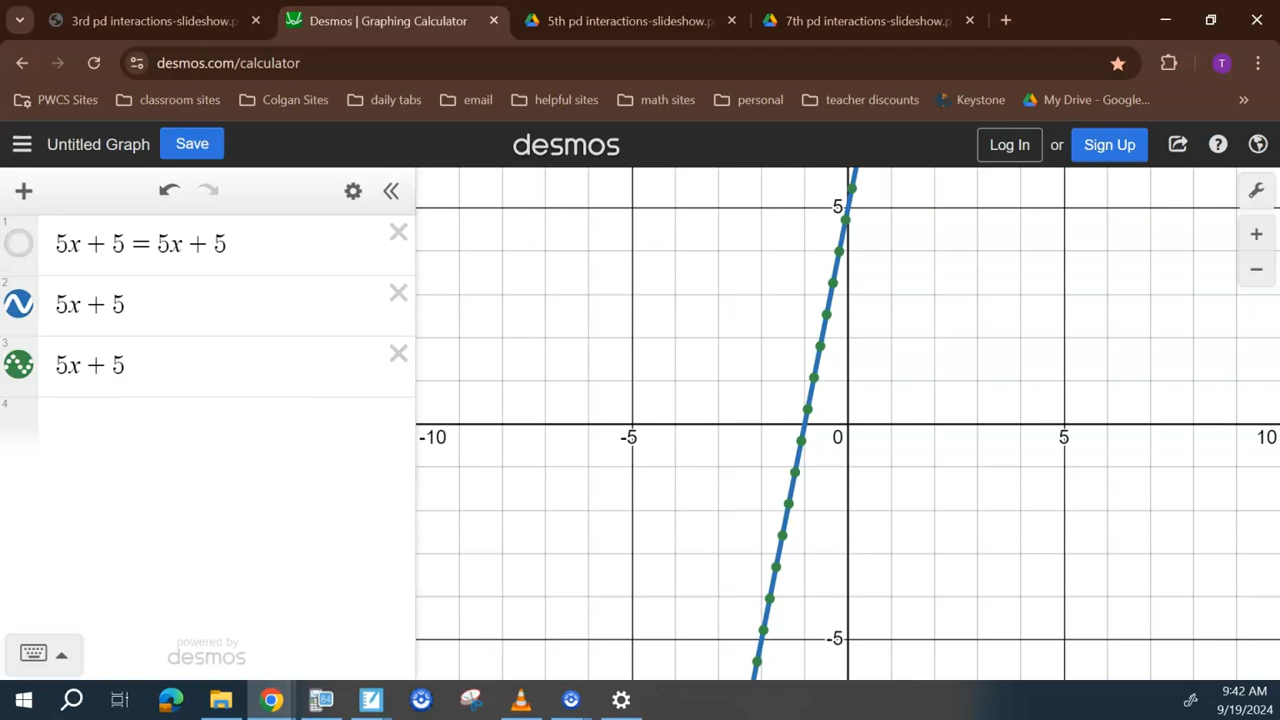 3rd pd interactions-slideshow.p
Desmos | Graphing Calculator
5th pd interactions-slideshow.p
7th pd interactions-slideshow.p
desmos.com/calculator
T
PWCS Sites
classroom sites
Colgan Sites
daily tabs
email
helpful sites
math sites
personal
teacher discounts
Keystone
My Drive - Google...
Untitled Graph
Save
desmos
Log In
or
Sign Up
1
5x + 5 = 5x + 5
2
5x + 5
3
5x + 5
4
powered by
desmos
5
-10
-5
0
5
10
-5
9:42 AM
9/19/2024